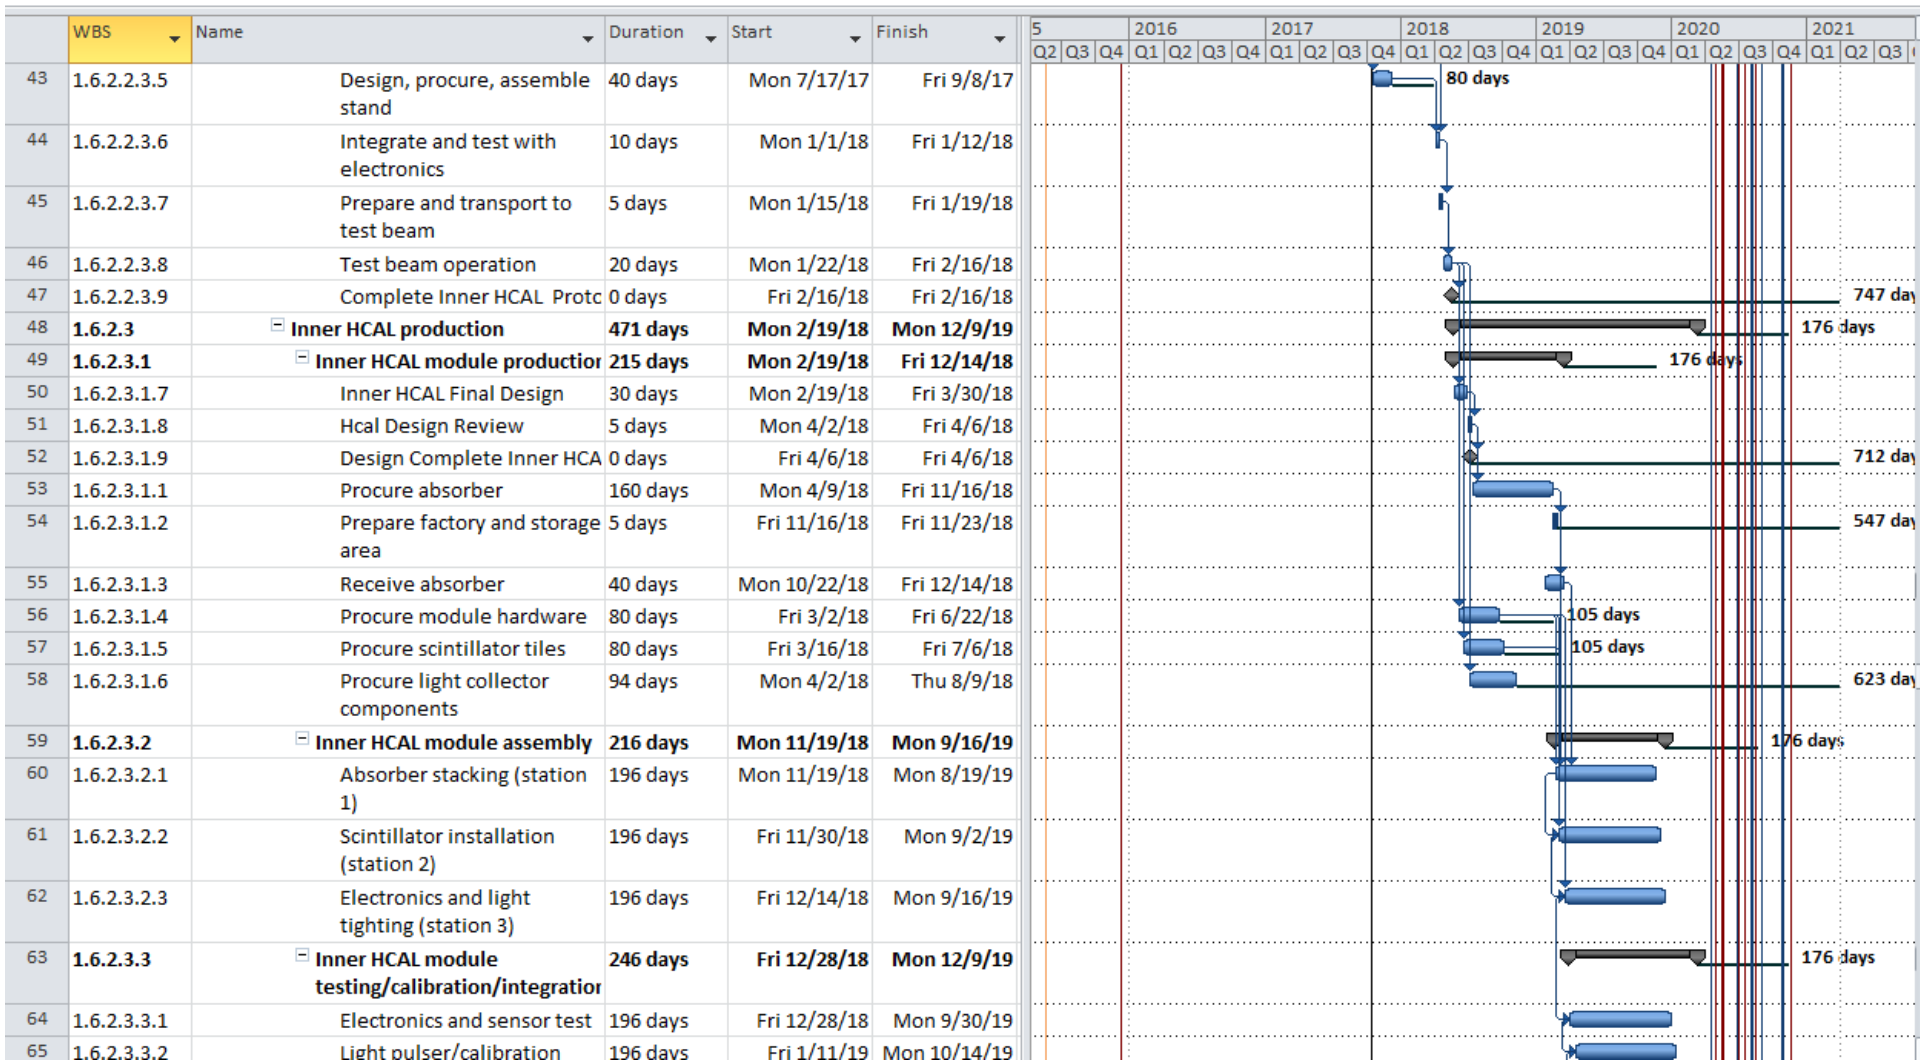 WBS Name Duration Start Finish 5 2016 2017 2018 2019 2020 2021
Q2 Q3 Q4 Q1 Q2 Q3 Q4 Q1 Q2 Q3 Q4 Q1 Q2 Q3 Q4 Q1 Q2 Q3 Q4 Q1 Q2 Q3 Q4 Q1 Q2 Q3
43 1.6.2.2.3.5 Design, procure, assemble 40 days Mon 7/17/17 Fri 9/8/17 80 days
stand
44 1.6.2.2.3.6 Integrate and test with 10 days Mon 1/1/18 Fri 1/12/18
electronics
45 1.6.2.2.3.7 Prepare and transport to 5 days Mon 1/15/18 Fri 1/19/18
test beam
46 1.6.2.2.3.8 Test beam operation 20 days Mon 1/22/18 Fri 2/16/18
47 1.6.2.2.3.9 Complete Inner HCAL Protc 0 days Fri 2/16/18 Fri 2/16/18 747 day
48 1.6.2.3 Inner HCAL production 471 days Mon 2/19/18 Mon 12/9/19 176 days
49 1.6.2.3.1 Inner HCAL module production 215 days Mon 2/19/18 Fri 12/14/18 176 days
50 1.6.2.3.1.7 Inner HCAL Final Design 30 days Mon 2/19/18 Fri 3/30/18
51 1.6.2.3.1.8 Hcal Design Review 5 days Mon 4/2/18 Fri 4/6/18
52 1.6.2.3.1.9 Design Complete Inner HCA 0 days Fri 4/6/18 Fri 4/6/18 712 day
53 1.6.2.3.1.1 Procure absorber 160 days Mon 4/9/18 Fri 11/16/18
54 1.6.2.3.1.2 Prepare factory and storage 5 days Fri 11/16/18 Fri 11/23/18 547 day
area
55 1.6.2.3.1.3 Receive absorber 40 days Mon 10/22/18 Fri 12/14/18
56 1.6.2.3.1.4 Procure module hardware 80 days Fri 3/2/18 Fri 6/22/18 105 days
57 1.6.2.3.1.5 Procure scintillator tiles 80 days Fri 3/16/18 Fri 7/6/18 105 days
58 1.6.2.3.1.6 Procure light collector 94 days Mon 4/2/18 Thu 8/9/18 623 day
components
59 1.6.2.3.2 Inner HCAL module assembly 216 days Mon 11/19/18 Mon 9/16/19 176 days
60 1.6.2.3.2.1 Absorber stacking (station 196 days Mon 11/19/18 Mon 8/19/19
1)
61 1.6.2.3.2.2 Scintillator installation 196 days Fri 11/30/18 Mon 9/2/19
(station 2)
62 1.6.2.3.2.3 Electronics and light 196 days Fri 12/14/18 Mon 9/16/19
tighting (station 3)
63 1.6.2.3.3 Inner HCAL module 246 days Fri 12/28/18 Mon 12/9/19 176 days
testing/calibration/integration
64 1.6.2.3.3.1 Electronics and sensor test 196 days Fri 12/28/18 Mon 9/30/19
65 1.6.2.3.3.2 Light pulser/calibration 196 days Fri 1/11/19 Mon 10/14/19